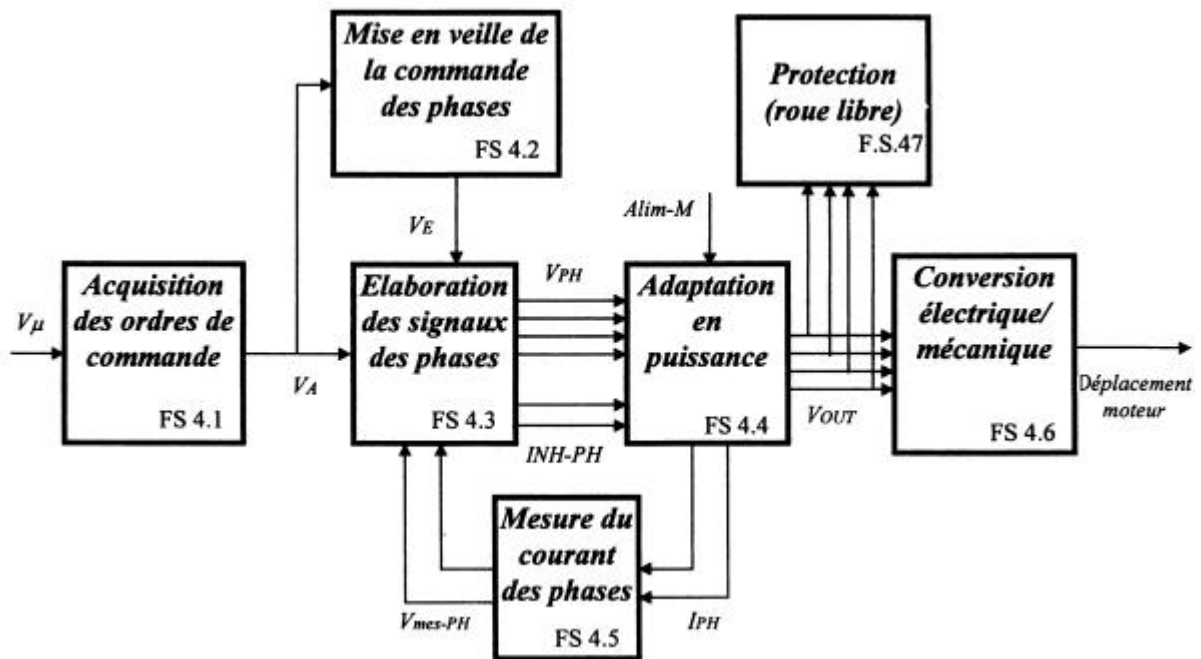 Mise en veille de
la commande
des phases
FS 4.2
Protection
(roue libre)
F.S.47
VE
Alim-M
Vμ
Acquisition
des ordres de
commande
FS 4.1
VA
Elaboration
des signaux
des phases
FS 4.3
VPH
INH-PH
Adaptation
en
puissance
FS 4.4
VOUT
Conversion
électrique/
mécanique
FS 4.6
Déplacement
moteur
Mesure du
courant
des phases
FS 4.5
Vmes-PH
IPH